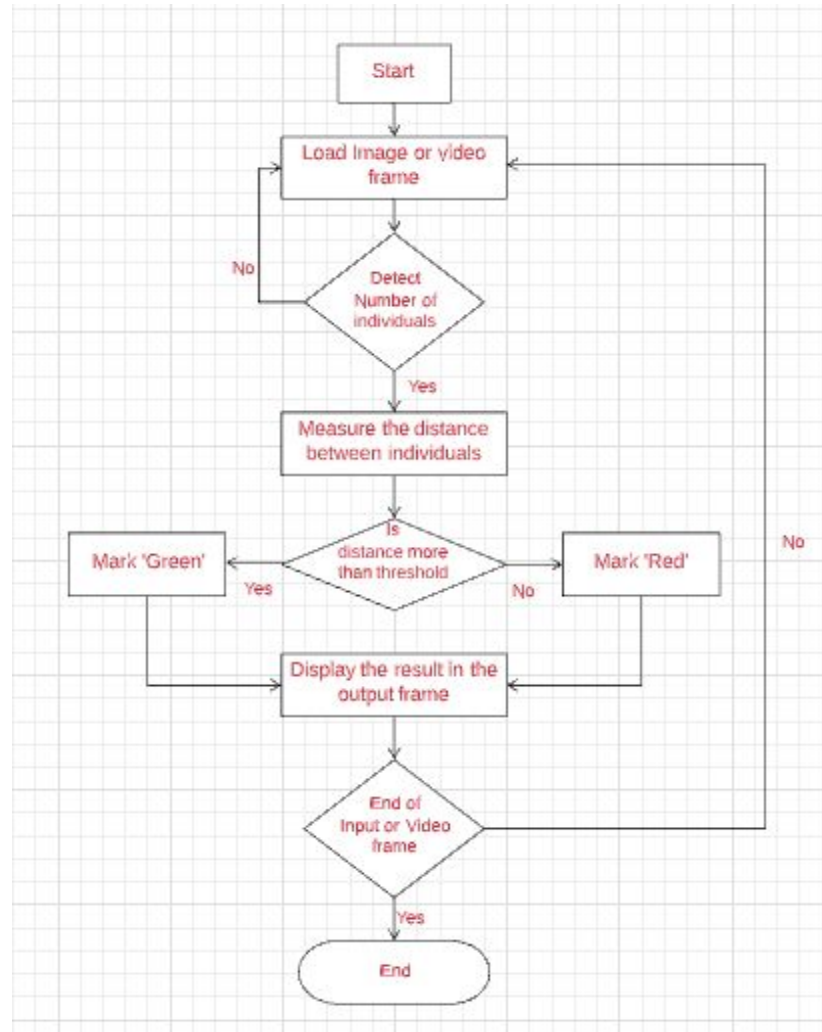 Start
Load Image or video
frame
No
Detect
Number of
individuals
Yes
Measure the distance
between individuals
Is
distance more
than threshold
Mark 'Green'
Yes
No
Mark 'Red'
No
Display the result in the
output frame
End of
Input or Video
frame
Yes
End